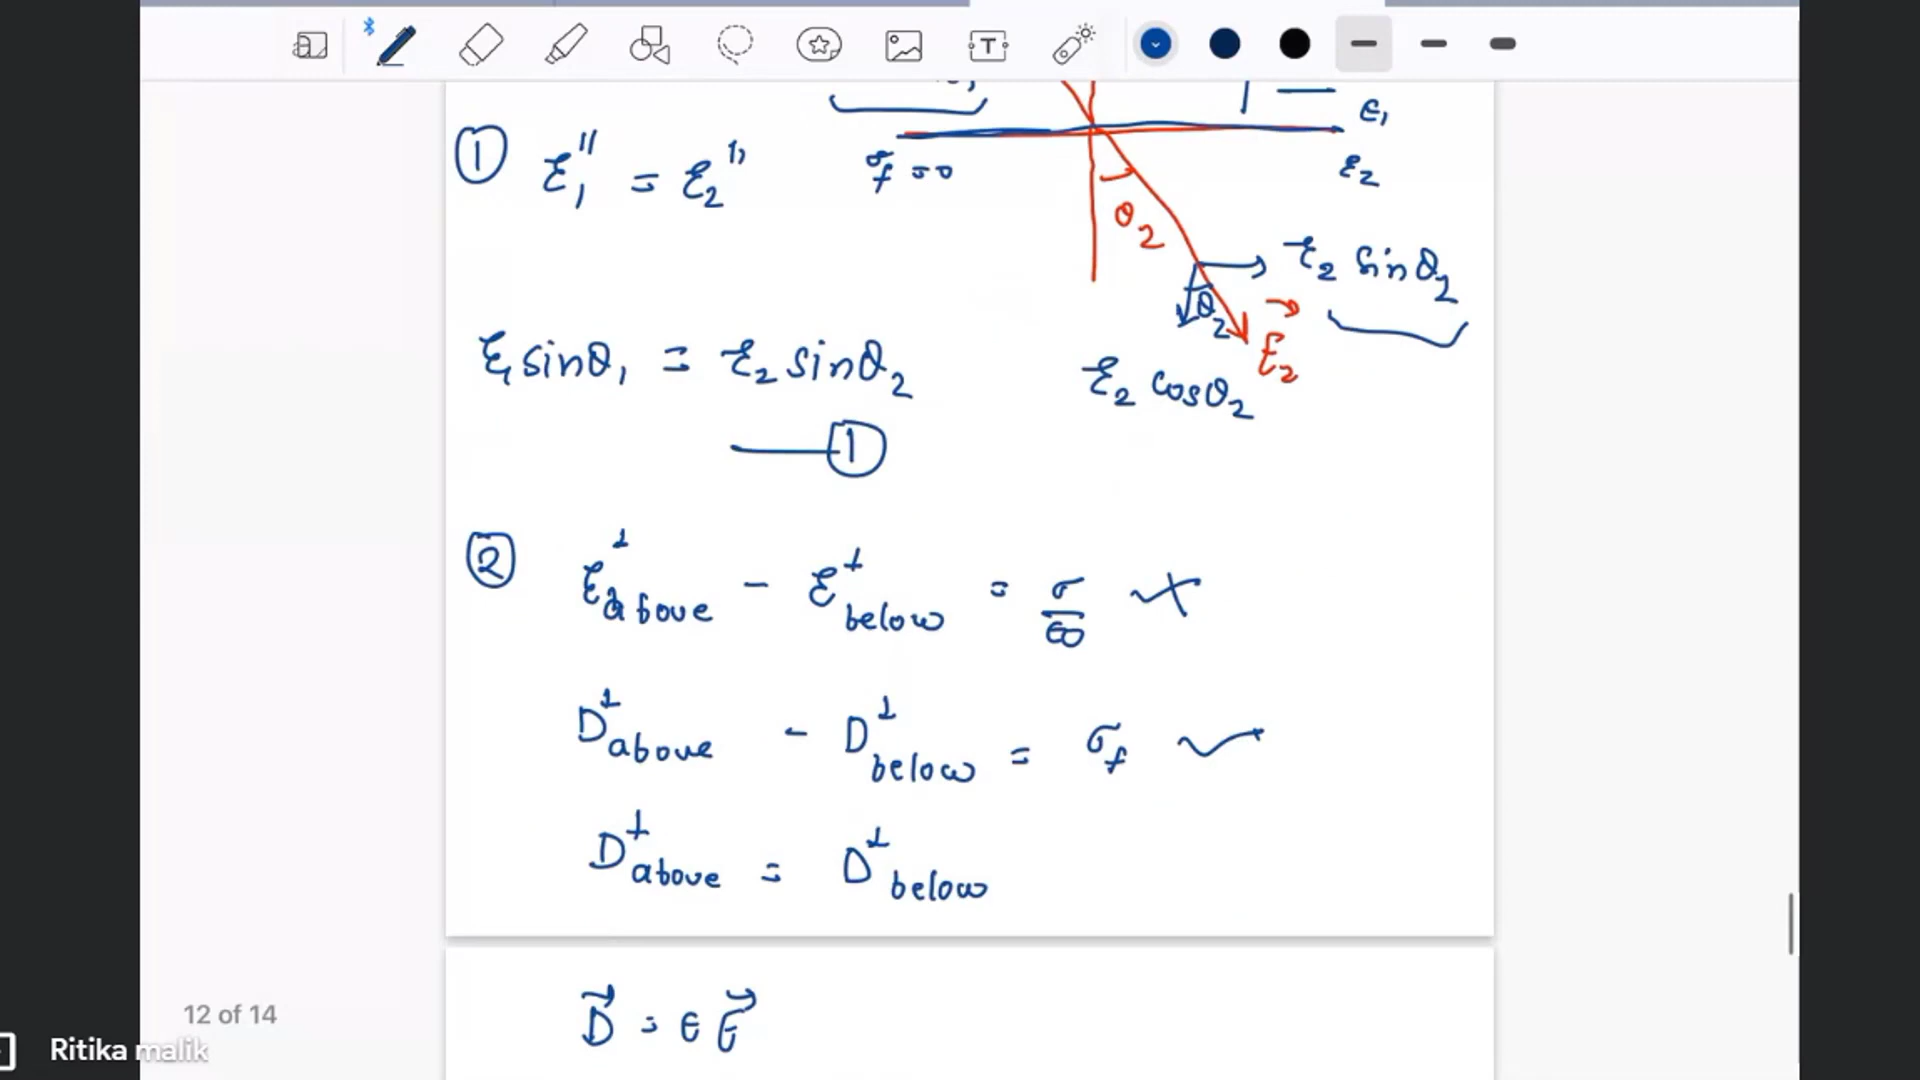 T
ε₁
① E₁" = E₂"
σf = 0
ε₂
θ₂
E₂ sinθ₂
θ₂
E₂
E₁ sinθ₁ = E₂ sinθ₂
E₂ cosθ₂
—①
② E⊥above - E⊥below = σ/ε₀
D⊥above - D⊥below = σf
D⊥above = D⊥below
D = ε E
12 of 14
Ritika malik